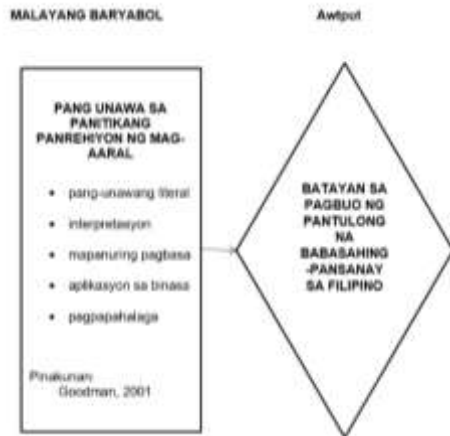 MALAYANG BARYABOL
Awtput
PANG UNAWA SA
PANITIKANG
PANREHIYON NG MAG-
AARAL
• pang-unawang literal
• interpretasyon
• mapanuring pagbasa
• aplikasyon sa binasa
• pagpapahalaga
Pinakunan:
Goodman, 2001
BATAYAN SA
PAGBUO NG
PANTULONG
NA
BABASAHING
-PANSANAY
SA FILIPINO